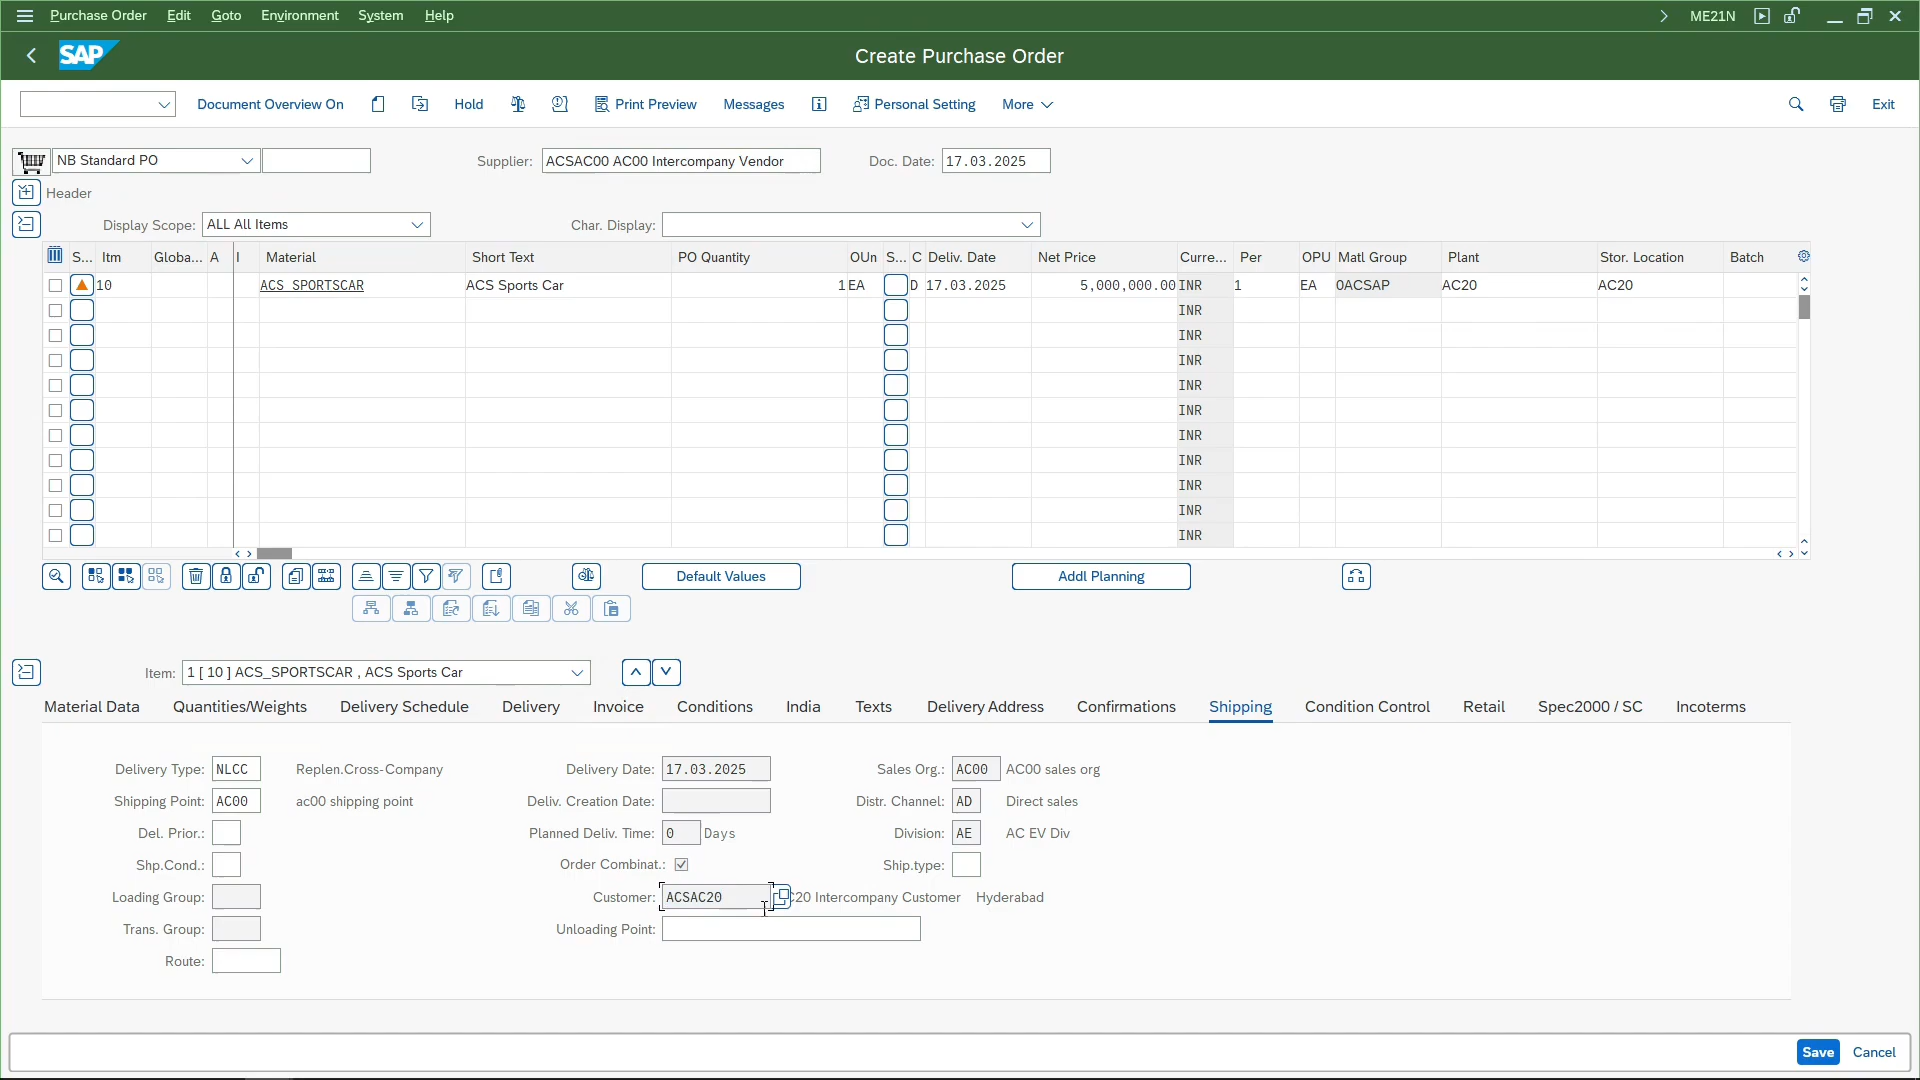 Purchase Order Edit Goto Environment System Help ME21N
SAP Create Purchase Order
Document Overview On Hold Print Preview Messages Personal Setting More Exit
NB Standard PO Supplier: ACSAC00 AC00 Intercompany Vendor Doc. Date: 17.03.2025
Header
Display Scope: ALL All Items Char. Display:
S... Itm Globa... A I Material Short Text PO Quantity OUn S... C Deliv. Date Net Price Curre... Per OPU Matl Group Plant Stor. Location Batch
10 ACS_SPORTSCAR ACS Sports Car 1 EA D 17.03.2025 5,000,000.00 INR 1 EA 0ACSAP AC20 AC20
INR
INR
INR
INR
INR
INR
INR
INR
INR
INR
Default Values Addl Planning
Item: 1 [ 10 ] ACS_SPORTSCAR , ACS Sports Car
Material Data Quantities/Weights Delivery Schedule Delivery Invoice Conditions India Texts Delivery Address Confirmations Shipping Condition Control Retail Spec2000 / SC Incoterms
Delivery Type: NLCC Replen.Cross-Company Delivery Date: 17.03.2025 Sales Org.: AC00 AC00 sales org
Shipping Point: AC00 ac00 shipping point Deliv. Creation Date: Distr. Channel: AD Direct sales
Del. Prior.: Planned Deliv. Time: 0 Days Division: AE AC EV Div
Shp.Cond.: Order Combinat.: Ship.type:
Loading Group: Customer: ACSAC20 C20 Intercompany Customer Hyderabad
Trans. Group: Unloading Point:
Route:
Save Cancel